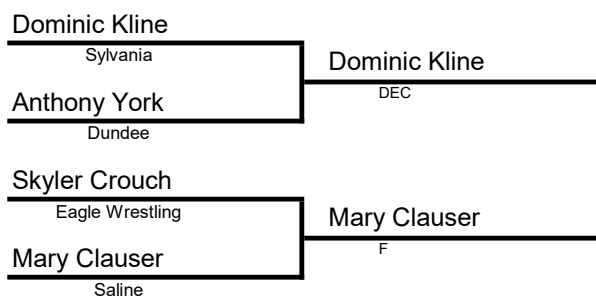 Dominic Kline
Sylvania
Dominic Kline
DEC
Anthony York
Dundee
Skyler Crouch
Eagle Wrestling
Mary Clauser
F
Mary Clauser
Saline